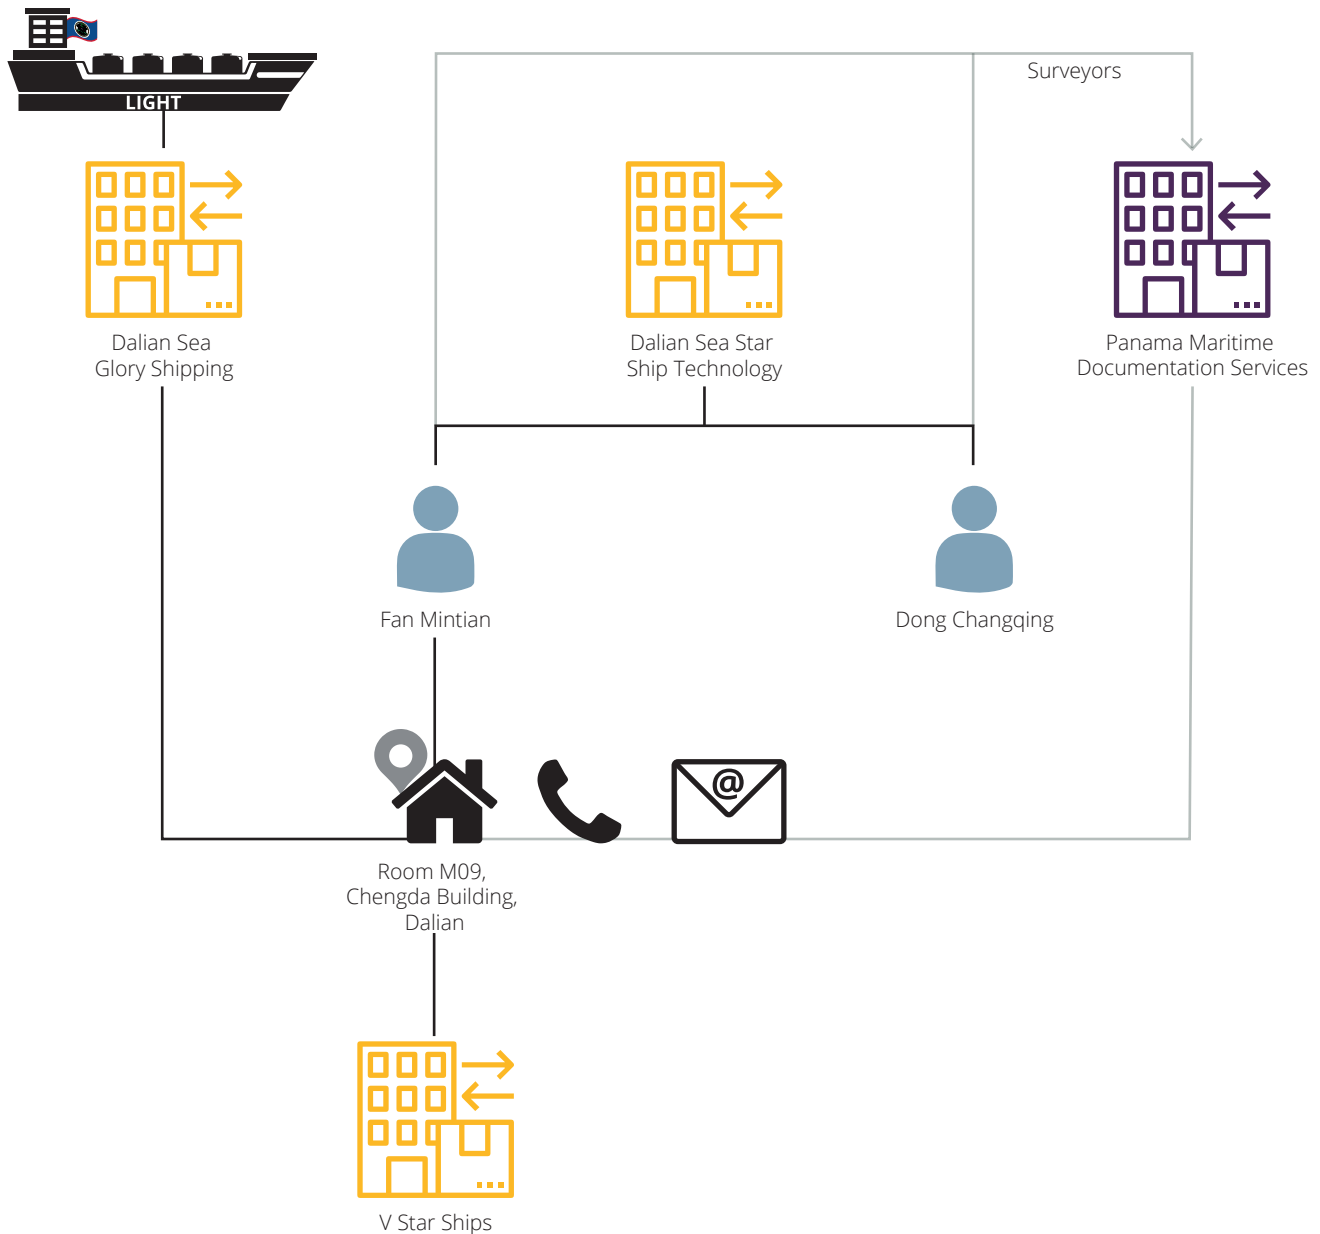 LIGHT
Surveyors
Dalian Sea
Glory Shipping
Dalian Sea Star
Ship Technology
Panama Maritime
Documentation Services
Fan Mintian
Dong Changqing
@
Room M09,
Chengda Building,
Dalian
V Star Ships